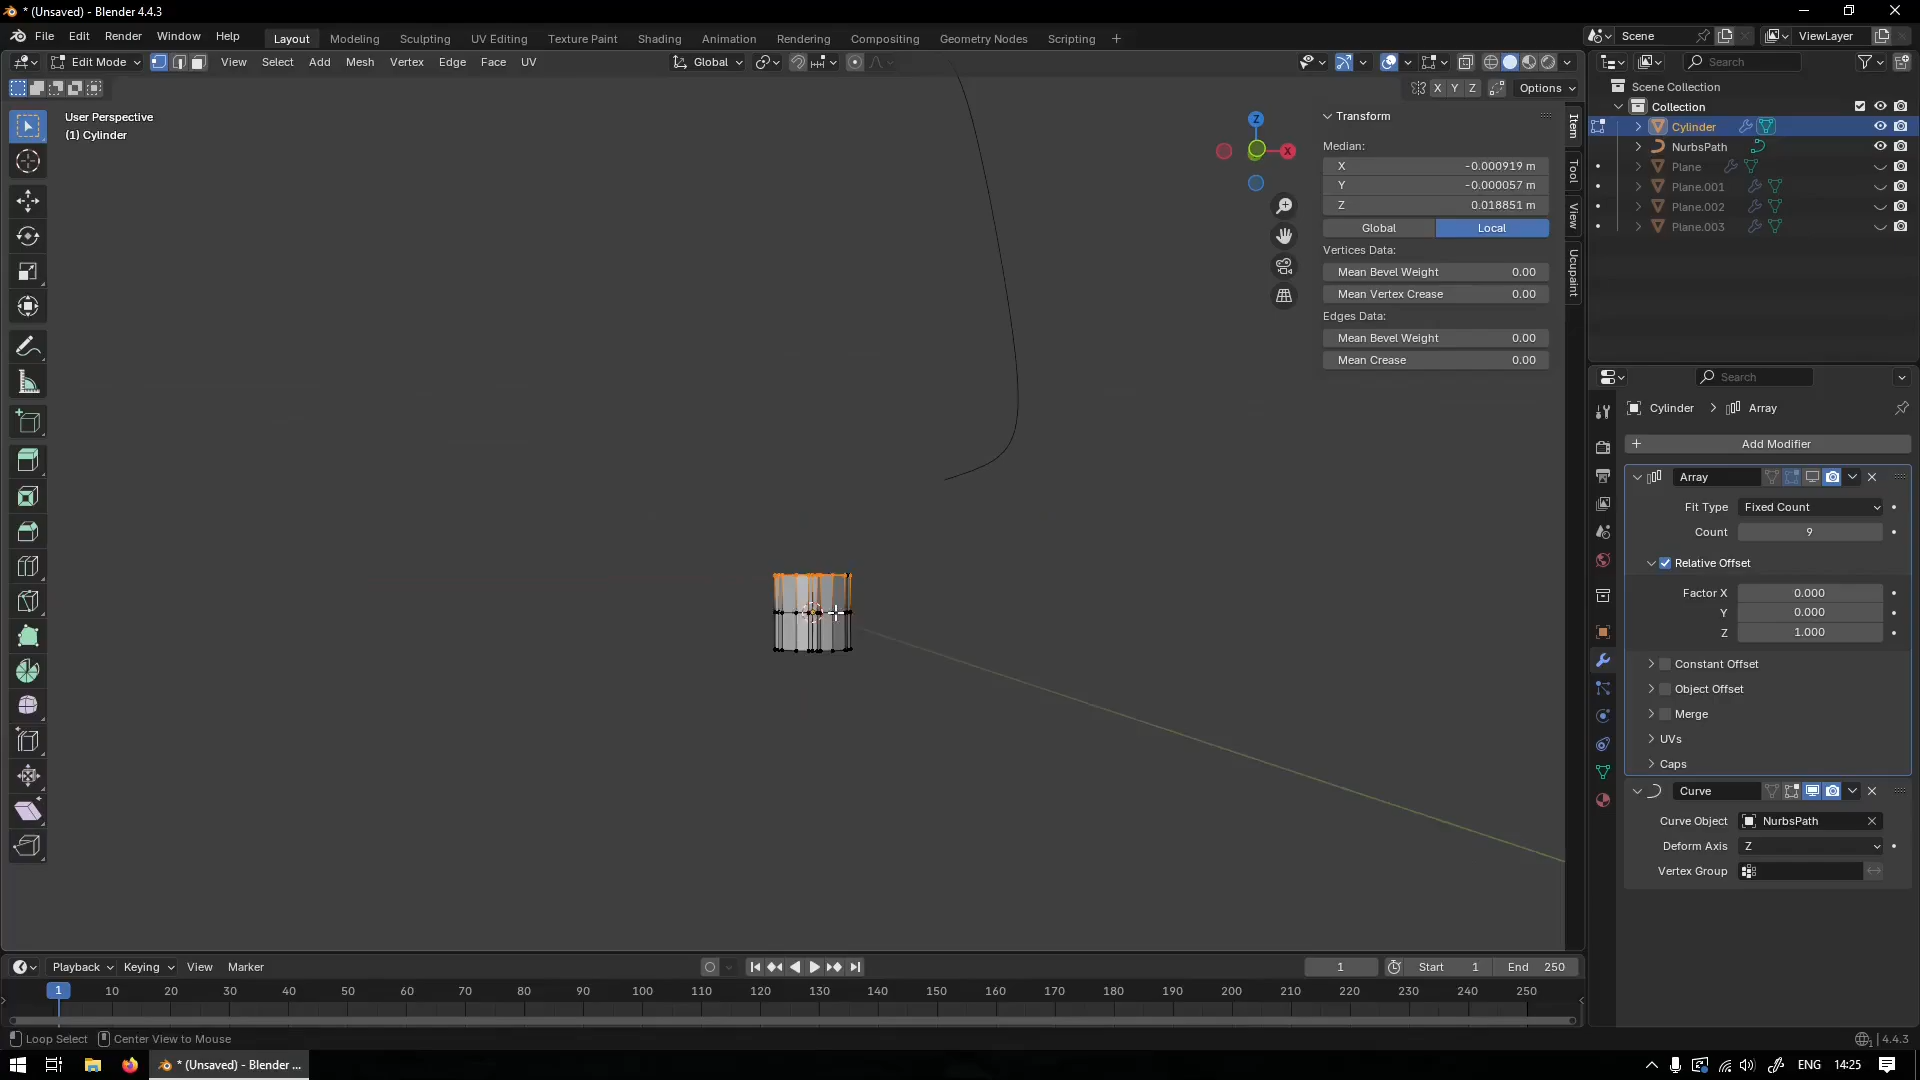 * (Unsaved) - Blender 4.4.3
File Edit Render Window Help
Layout Modeling Sculpting UV Editing Texture Paint Shading Animation Rendering Compositing Geometry Nodes Scripting +
Scene
ViewLayer
Edit Mode View Select Add Mesh Vertex Edge Face UV
Global
Search
X Y Z Options
User Perspective
(1) Cylinder
Z
X
Transform
Median:
X -0.000919 m
Y -0.000057 m
Z 0.018851 m
Global Local
Vertices Data:
Mean Bevel Weight 0.00
Mean Vertex Crease 0.00
Edges Data:
Mean Bevel Weight 0.00
Mean Crease 0.00
Item
Tool
View
Ucupaint
Scene Collection
Collection
Cylinder
NurbsPath
Plane
Plane.001
Plane.002
Plane.003
Search
Cylinder > Array
+ Add Modifier
Array
Fit Type Fixed Count
Count 9
Relative Offset
Factor X 0.000
Y 0.000
Z 1.000
Constant Offset
Object Offset
Merge
UVs
Caps
Curve
Curve Object NurbsPath
Deform Axis Z
Vertex Group
Playback Keying View Marker
1 Start 1 End 250
1 10 20 30 40 50 60 70 80 90 100 110 120 130 140 150 160 170 180 190 200 210 220 230 240 250
Loop Select Center View to Mouse
4.4.3
* (Unsaved) - Blender ...
ENG 14:25